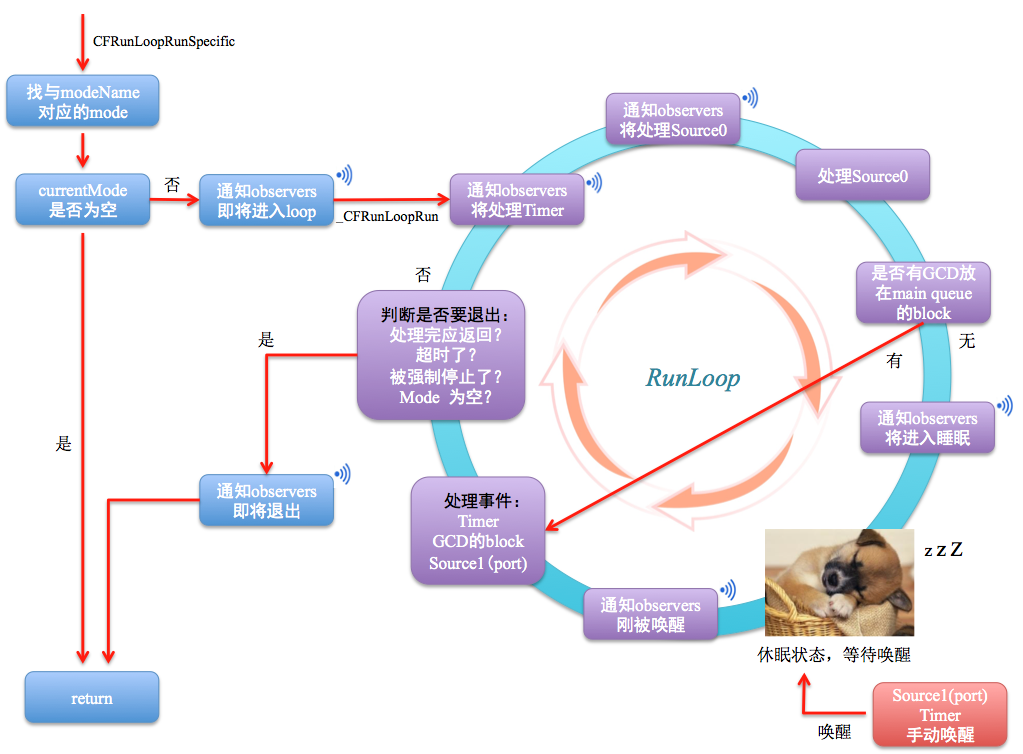 CFRunLoopRunSpecific
找与modeName
对应的mode
currentMode
是否为空
否
通知observers
即将进入loop
_CFRunLoopRun
通知observers
将处理Timer
通知observers
将处理Source0
处理Source0
是否有GCD放
在main queue
的block
无
有
通知observers
将进入睡眠
z z Z
休眠状态，等待唤醒
Source1(port)
Timer
手动唤醒
唤醒
通知observers
刚被唤醒
处理事件：
Timer
GCD的block
Source1(port)
否
判断是否要退出：
处理完应返回？
超时了？
被强制停止了？
Mode 为空？
是
通知observers
即将退出
是
return
RunLoop